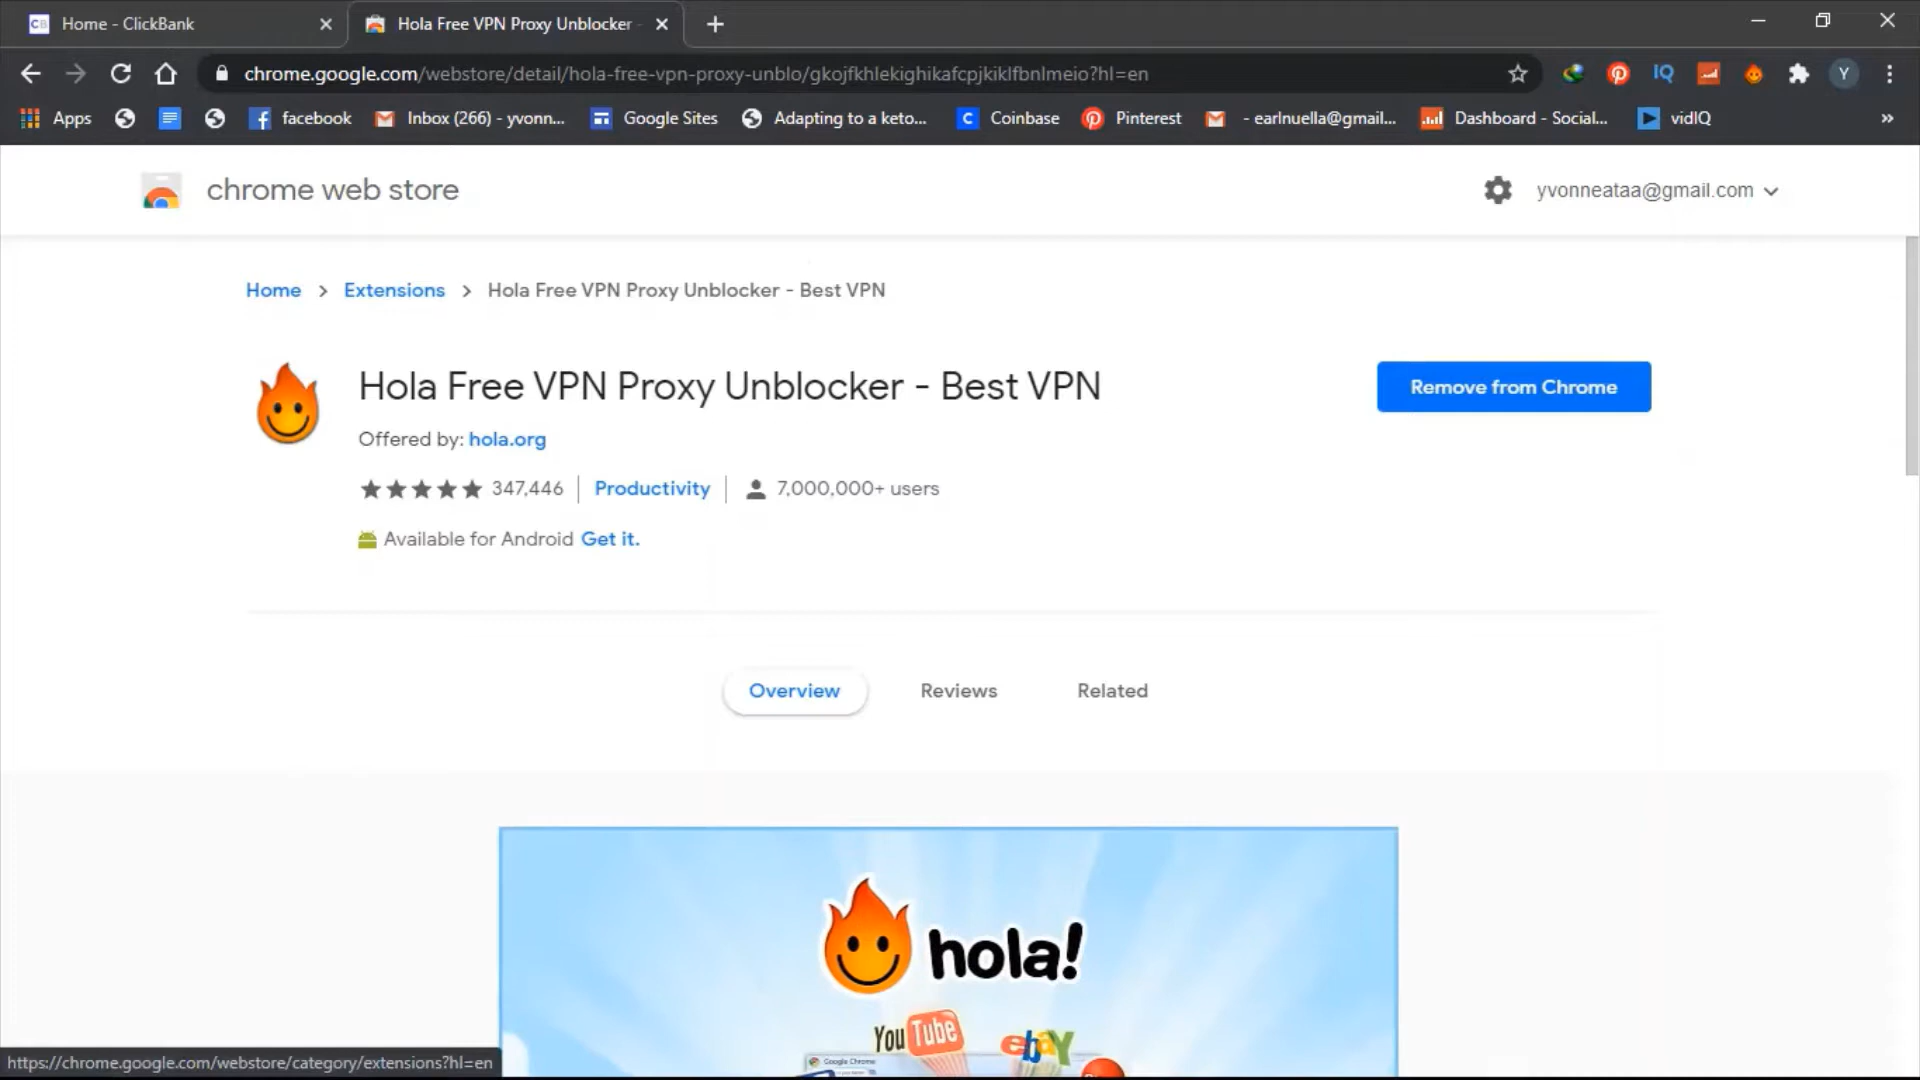 Home - ClickBank
Hola Free VPN Proxy Unblocker
chrome.google.com/webstore/detail/hola-free-vpn-proxy-unblo/gkojfkhlekighikafcpjkiklfbnlmeio?hl=en
IQ
Y
Apps
facebook
Inbox (266) - yvonn...
Google Sites
Adapting to a keto...
Coinbase
Pinterest
- earlnuella@gmail...
Dashboard - Social...
vidIQ
chrome web store
yvonneataa@gmail.com
Home > Extensions > Hola Free VPN Proxy Unblocker - Best VPN
Hola Free VPN Proxy Unblocker - Best VPN
Remove from Chrome
Offered by: hola.org
347,446 | Productivity | 7,000,000+ users
Available for Android Get it.
Overview
Reviews
Related
hola!
YouTube
ebay
Google Chrome
https://chrome.google.com/webstore/category/extensions?hl=en